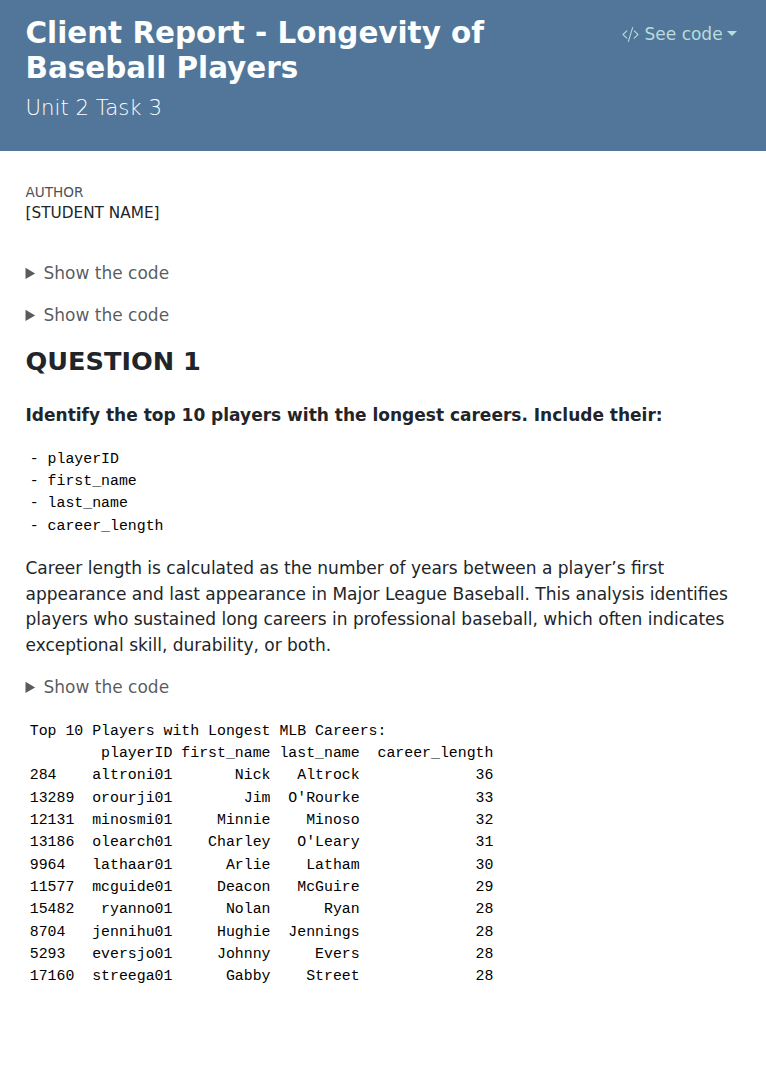 Client Report - Longevity of
Baseball Players
</> See code
Unit 2 Task 3
AUTHOR
[STUDENT NAME]
Show the code
Show the code
QUESTION 1
Identify the top 10 players with the longest careers. Include their:
- playerID
- first_name
- last_name
- career_length
Career length is calculated as the number of years between a player’s first
appearance and last appearance in Major League Baseball. This analysis identifies
players who sustained long careers in professional baseball, which often indicates
exceptional skill, durability, or both.
Show the code
Top 10 Players with Longest MLB Careers:
        playerID first_name last_name  career_length
284    altroni01       Nick   Altrock             36
13289  orourji01        Jim  O'Rourke             33
12131  minosmi01     Minnie    Minoso             32
13186  olearch01    Charley   O'Leary             31
9964   lathaar01      Arlie    Latham             30
11577  mcguide01     Deacon   McGuire             29
15482   ryanno01      Nolan      Ryan             28
8704   jennihu01     Hughie  Jennings             28
5293   eversjo01     Johnny     Evers             28
17160  streega01      Gabby    Street             28